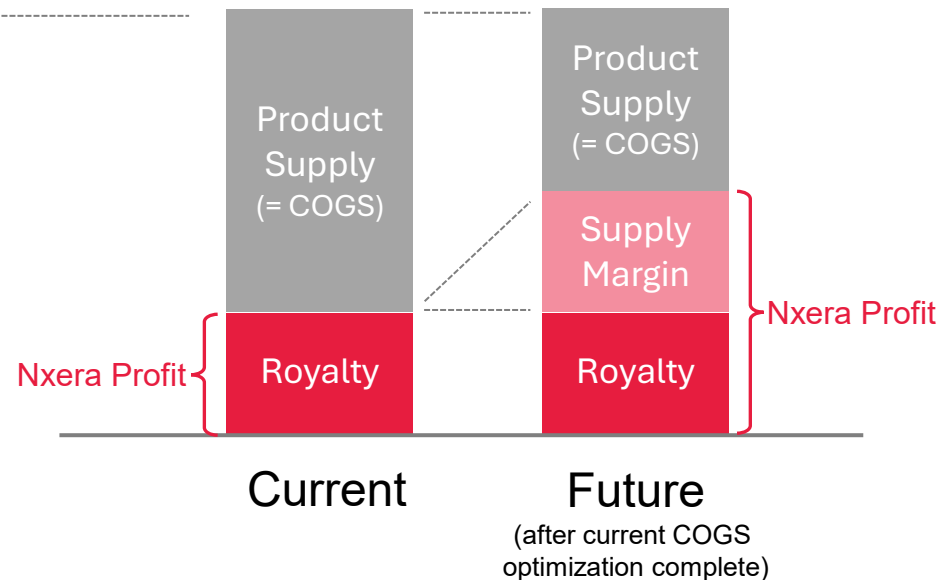 Product
Supply
(= COGS)
Royalty
Nxera Profit
Product
Supply
(= COGS)
Supply
Margin
Royalty
Nxera Profit
Current
Future
(after current COGS
optimization complete)